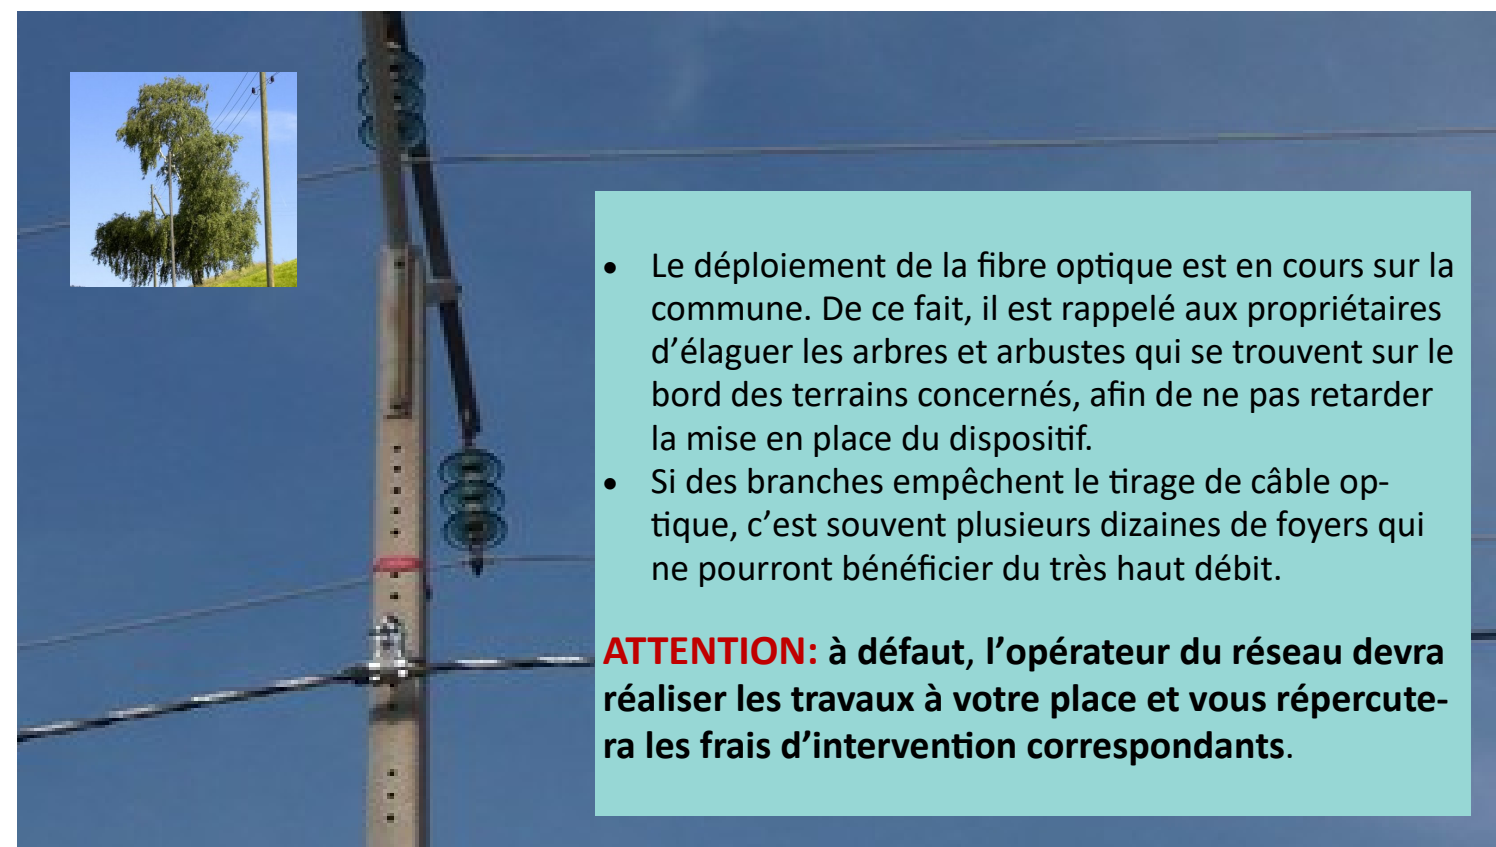 • Le déploiement de la fibre optique est en cours sur la
commune. De ce fait, il est rappelé aux propriétaires
d’élaguer les arbres et arbustes qui se trouvent sur le
bord des terrains concernés, afin de ne pas retarder
la mise en place du dispositif.
• Si des branches empêchent le tirage de câble op-
tique, c’est souvent plusieurs dizaines de foyers qui
ne pourront bénéficier du très haut débit.
ATTENTION: à défaut, l’opérateur du réseau devra
réaliser les travaux à votre place et vous répercute-
ra les frais d’intervention correspondants.